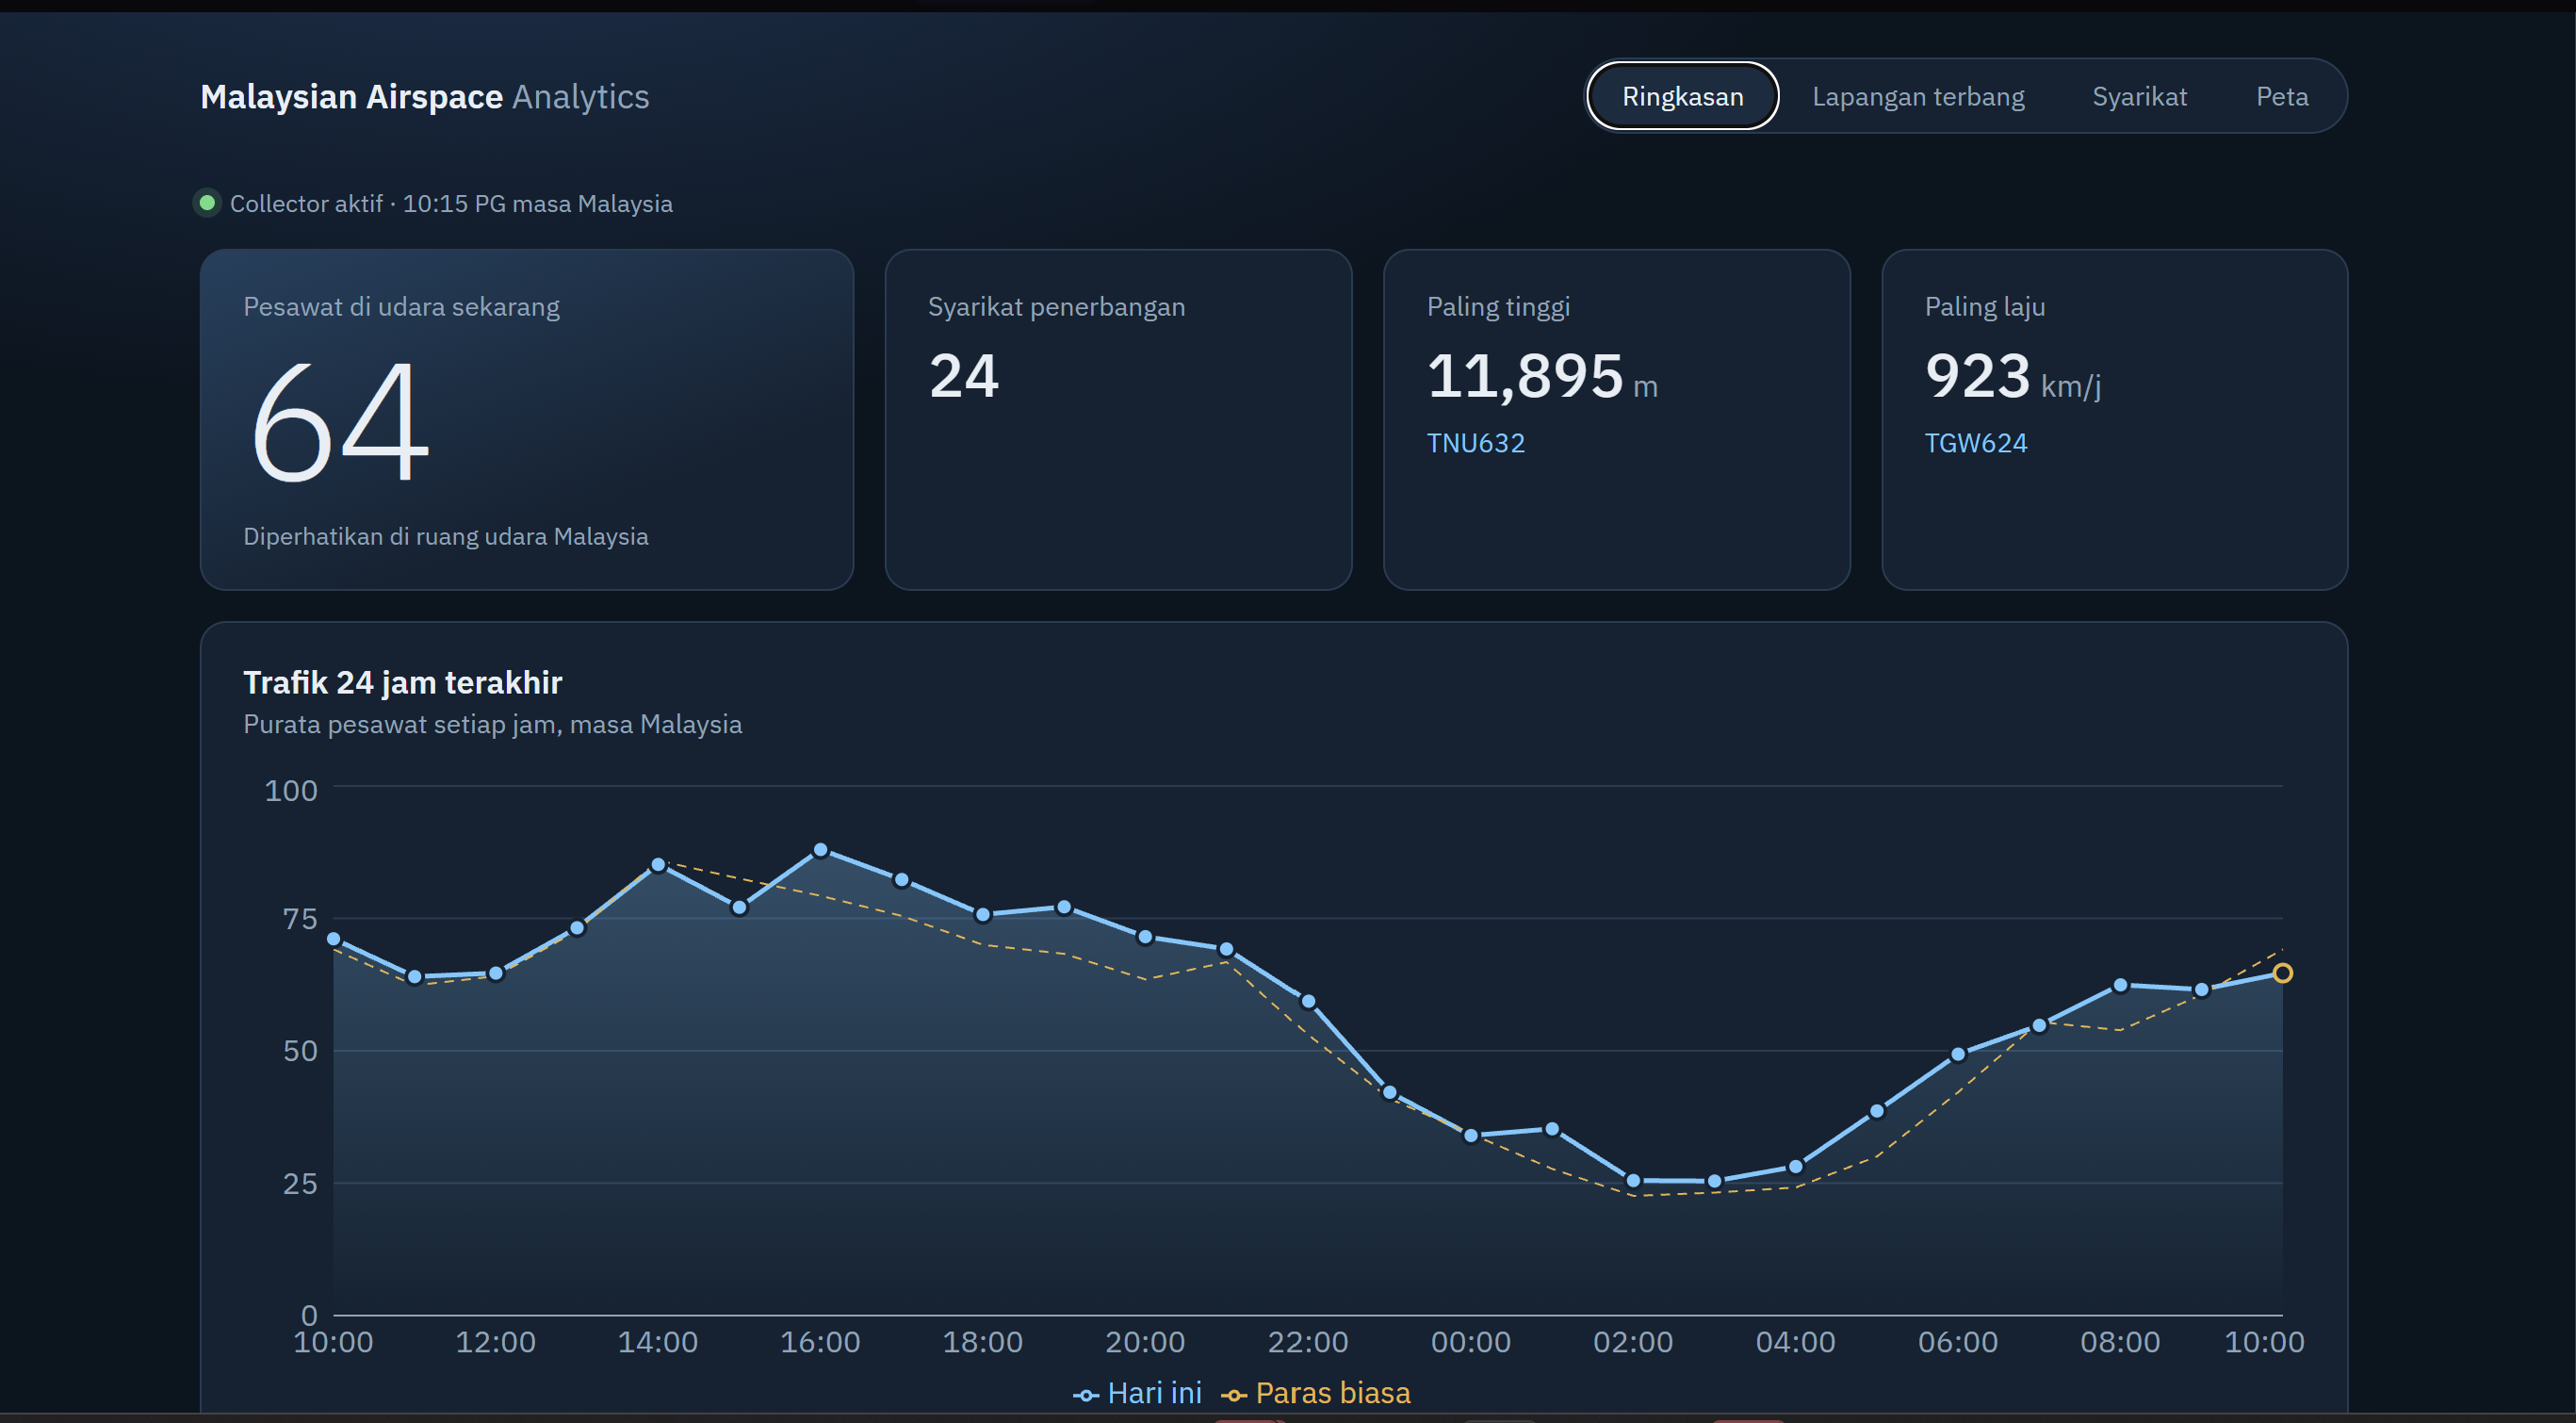 Malaysian Airspace Analytics
Ringkasan Lapangan terbang Syarikat Peta
Collector aktif · 10:15 PG masa Malaysia
Pesawat di udara sekarang
64
Diperhatikan di ruang udara Malaysia
Syarikat penerbangan
24
Paling tinggi
11,895 m
TNU632
Paling laju
923 km/j
TGW624
Trafik 24 jam terakhir
Purata pesawat setiap jam, masa Malaysia
100
75
50
25
0
10:00 12:00 14:00 16:00 18:00 20:00 22:00 00:00 02:00 04:00 06:00 08:00 10:00
Hari ini Paras biasa